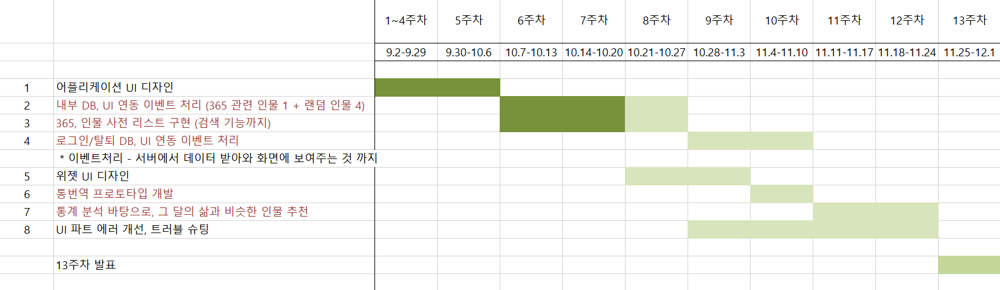 1~4주차 5주차 6주차 7주차 8주차 9주차 10주차 11주차 12주차 13주차
9.2-9.29 9.30-10.6 10.7-10.13 10.14-10.20 10.21-10.27 10.28-11.3 11.4-11.10 11.11-11.17 11.18-11.24 11.25-12.1
1 어플리케이션 UI 디자인
2 내부 DB, UI 연동 이벤트 처리 (365 관련 인물 1 + 랜덤 인물 4)
3 365, 인물 사전 리스트 구현 (검색 기능까지)
4 로그인/탈퇴 DB, UI 연동 이벤트 처리
* 이벤트처리 - 서버에서 데이터 받아와 화면에 보여주는 것 까지
5 위젯 UI 디자인
6 통번역 프로토타입 개발
7 통계 분석 바탕으로, 그 달의 삶과 비슷한 인물 추천
8 UI 파트 에러 개선, 트러블 슈팅
13주차 발표